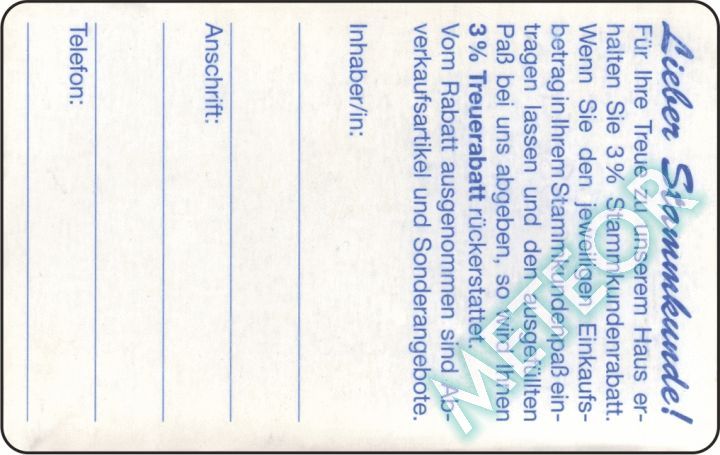 Lieber Stammkunde!
Für Ihre Treue zu unserem Haus er-
halten Sie 3% Stammkundenrabatt.
Wenn Sie den jeweiligen Einkaufs-
betrag in Ihrem Stammkundenpaß ein-
tragen lassen und den ausgefüllten
Paß bei uns abgeben, so wird Ihnen
3% Treuerabatt rückerstattet.
Vom Rabatt ausgenommen sind Ab-
verkaufsartikel und Sonderangebote.
Inhaber/in:
Anschrift:
Telefon:
METEOR